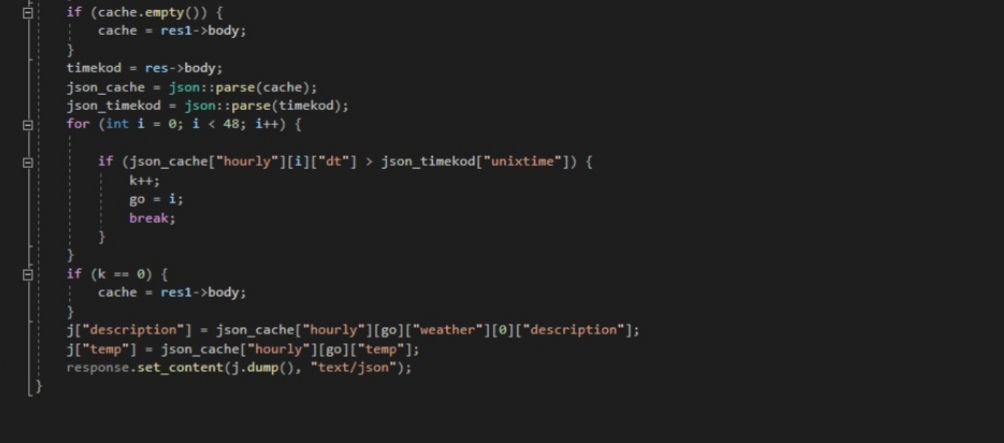 if (cache.empty()) {
cache = res1->body;
}
timekod = res->body;
json_cache = json::parse(cache);
json_timekod = json::parse(timekod);
for (int i = 0; i < 48; i++) {
if (json_cache["hourly"][i]["dt"] > json_timekod["unixtime"]) {
k++;
go = i;
break;
}
}
if (k == 0) {
cache = res1->body;
}
j["description"] = json_cache["hourly"][go]["weather"][0]["description"];
j["temp"] = json_cache["hourly"][go]["temp"];
response.set_content(j.dump(), "text/json");
}